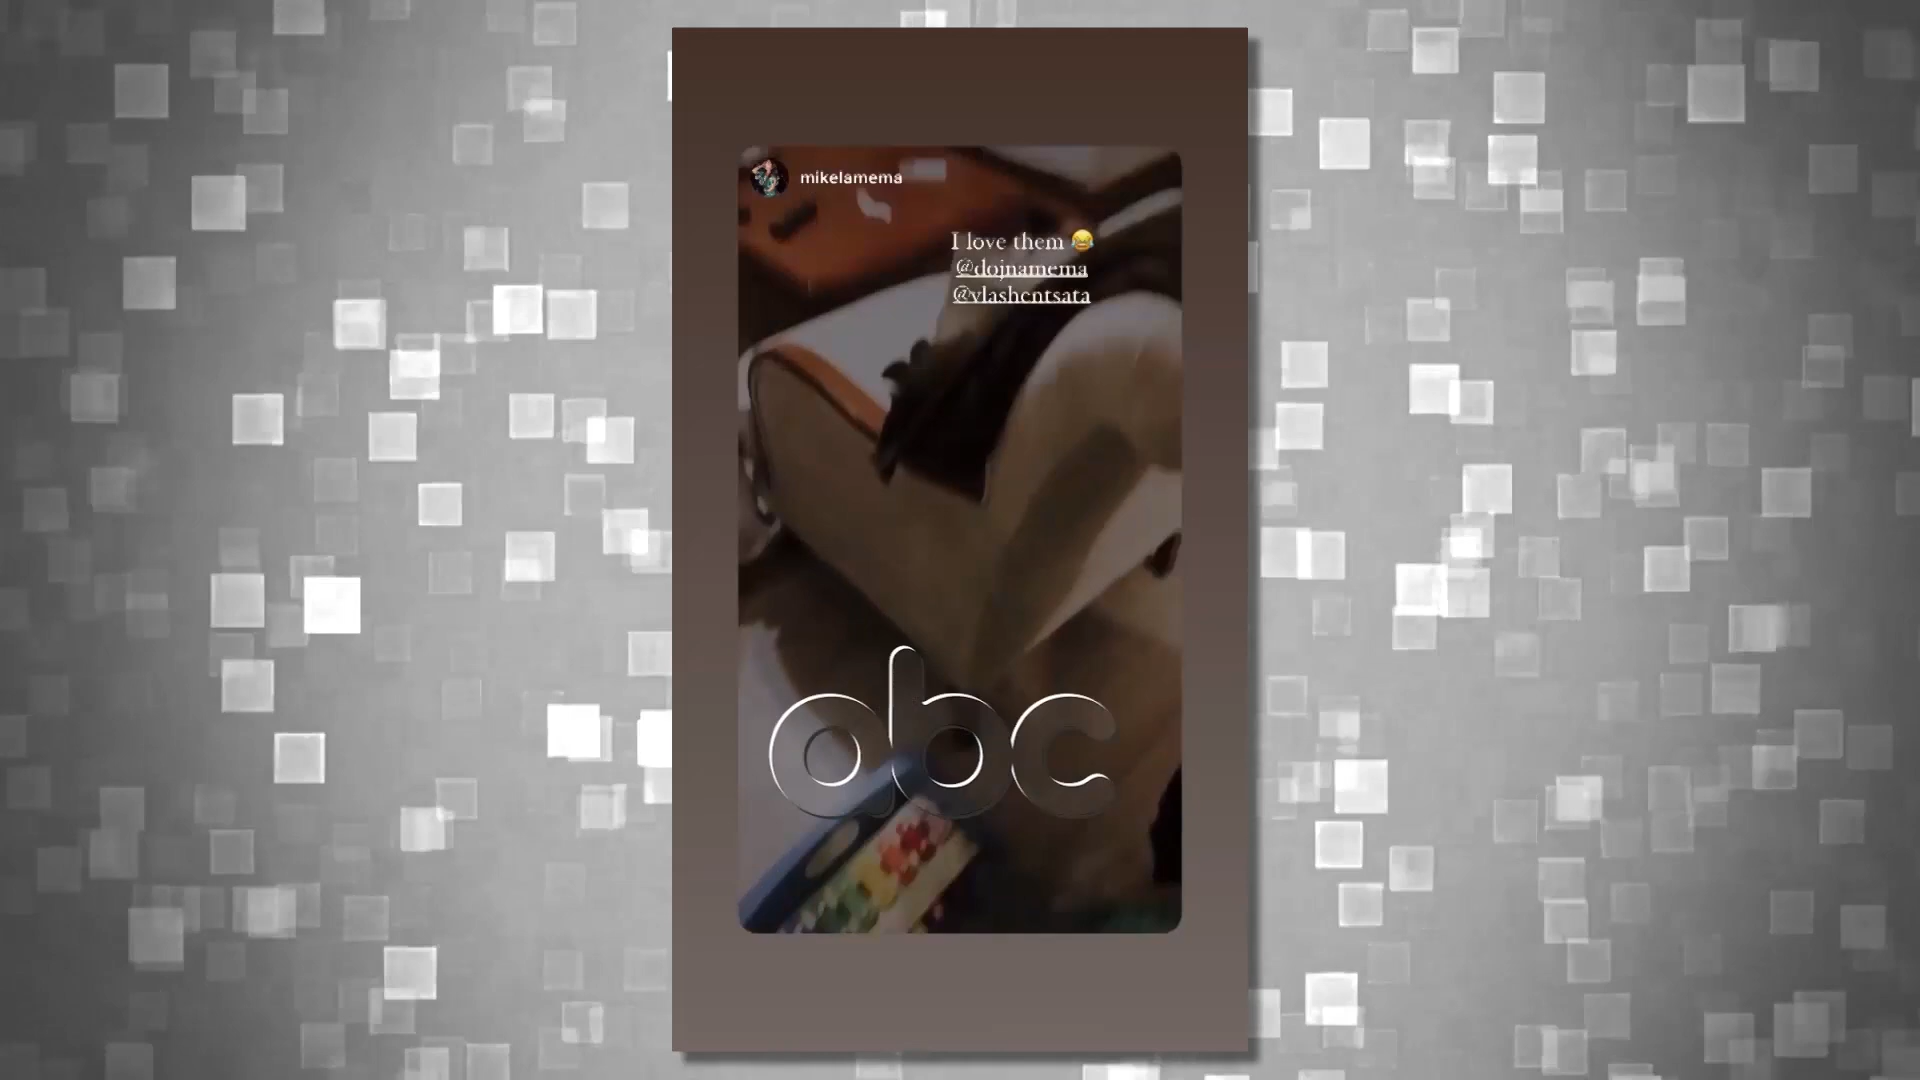 mikelamema
I love them 😂
@dojnamema
@vlashentsata
abc